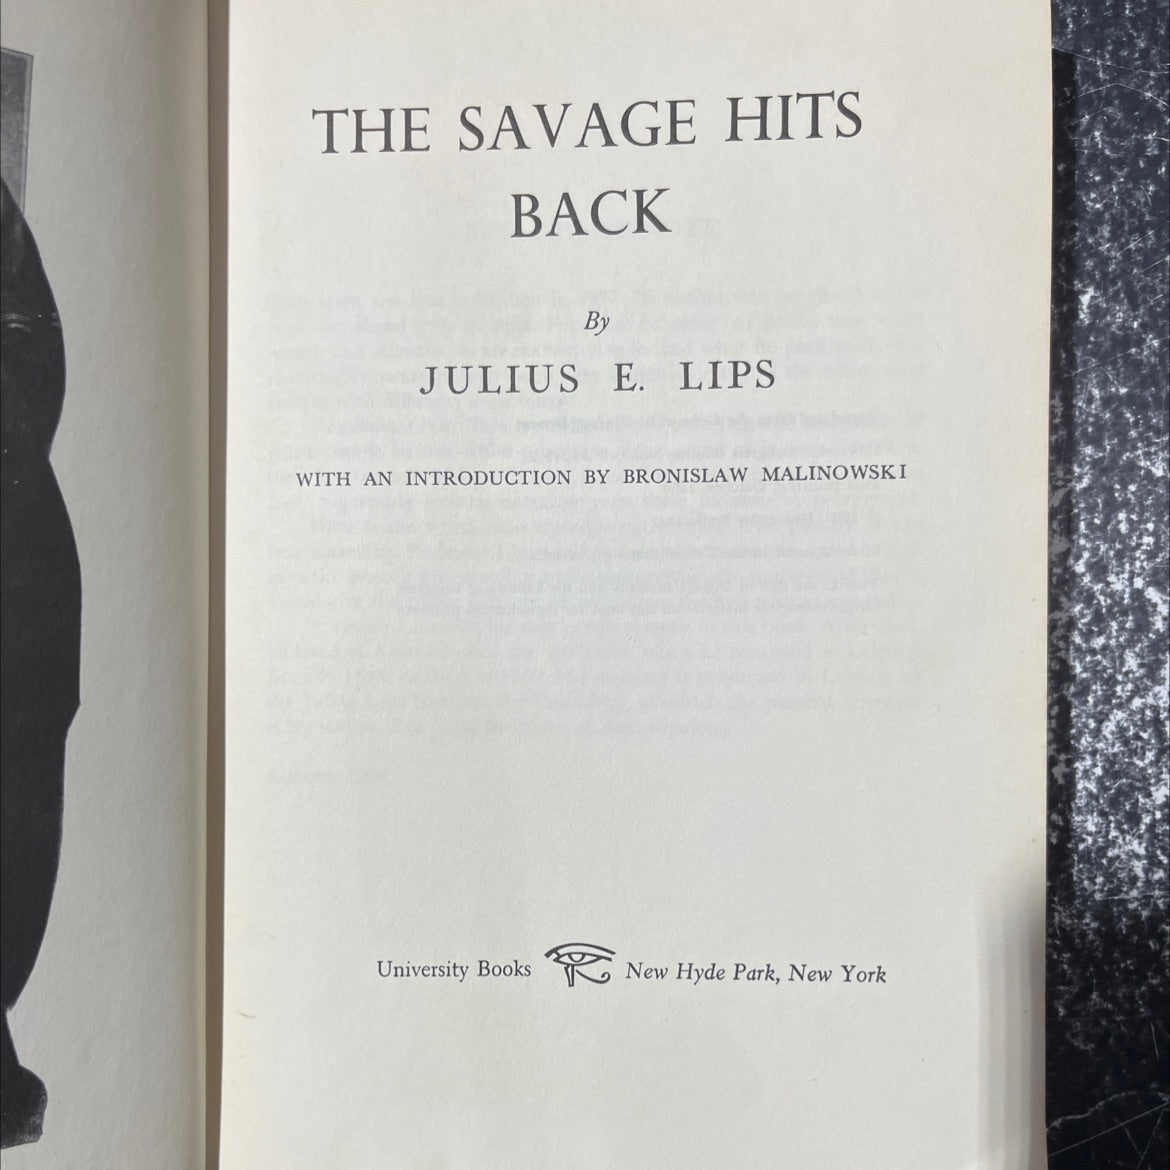 THE SAVAGE HITS
BACK
By
JULIUS E. LIPS
WITH AN INTRODUCTION BY BRONISLAW MALINOWSKI
University Books New Hyde Park, New York